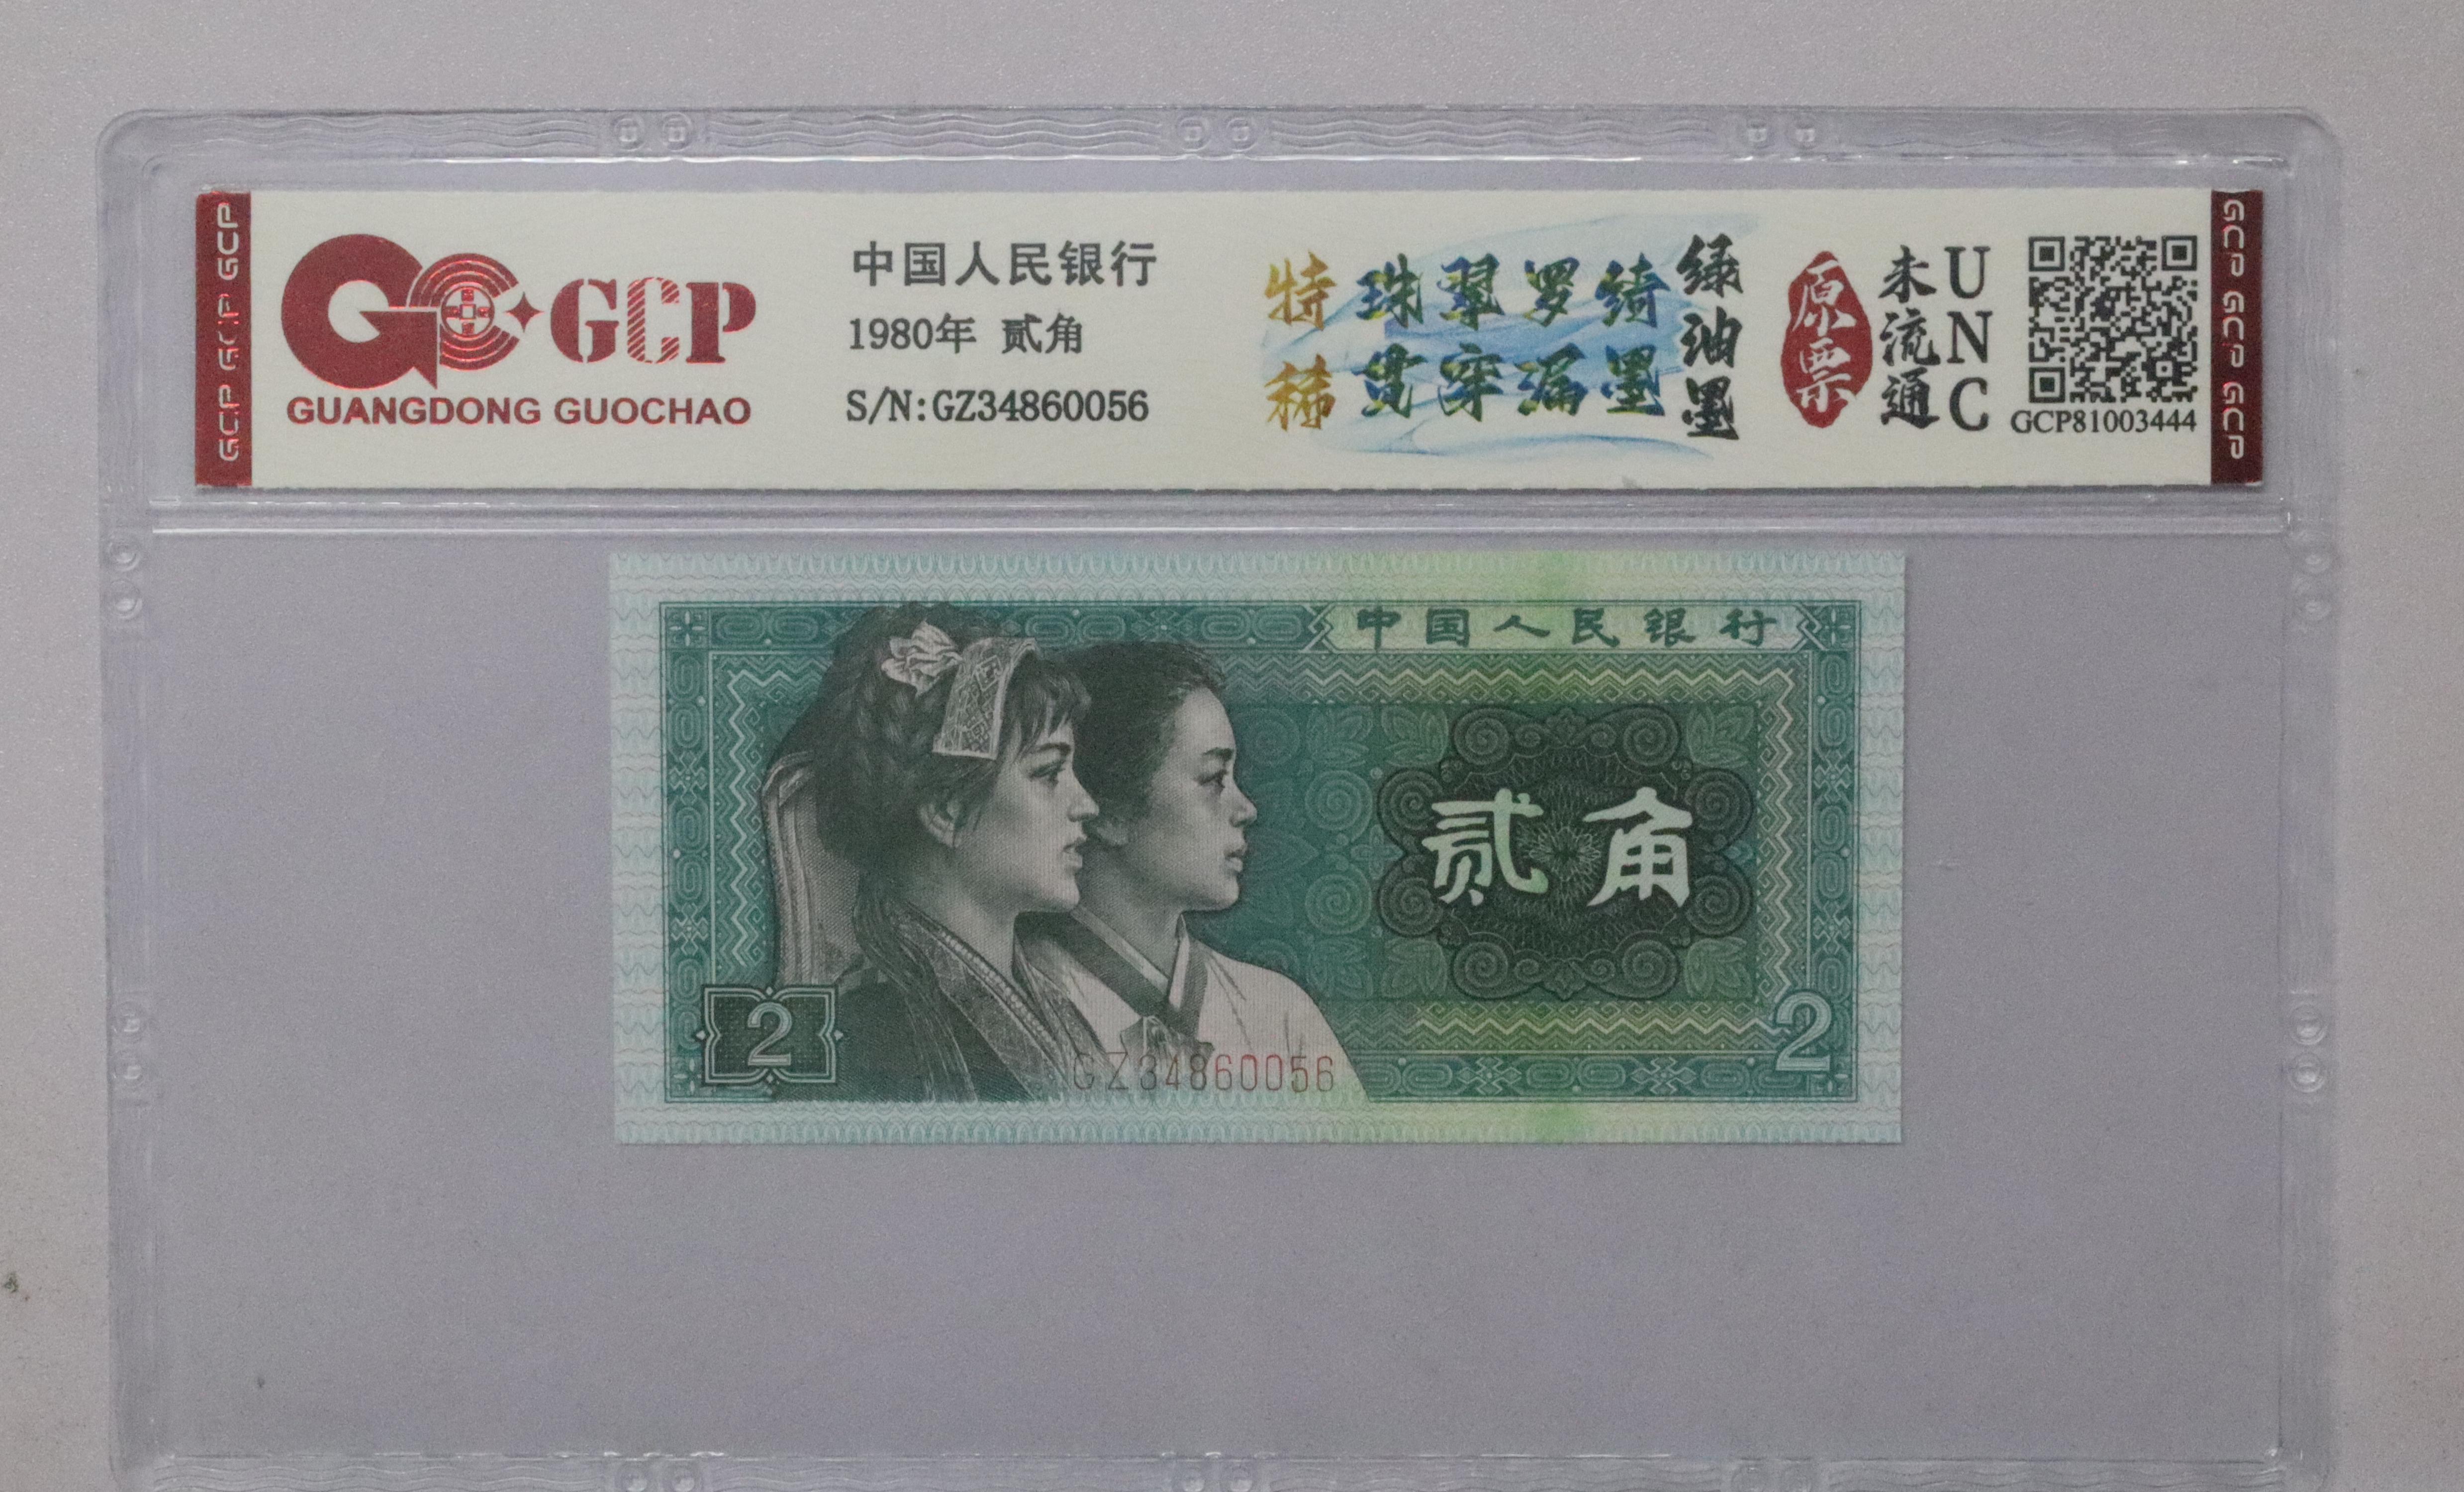 GCP GCP GCP
GCP
GUANGDONG GUOCHAO
中国人民银行
1980年 贰角
S/N:GZ34860056
特稀
珠翠罗绮
贯穿漏墨
绿油墨
原票
未流通
UNC
GCP81003444
GCP GCP GCP
中国人民银行
贰角
2
2
GZ34860056